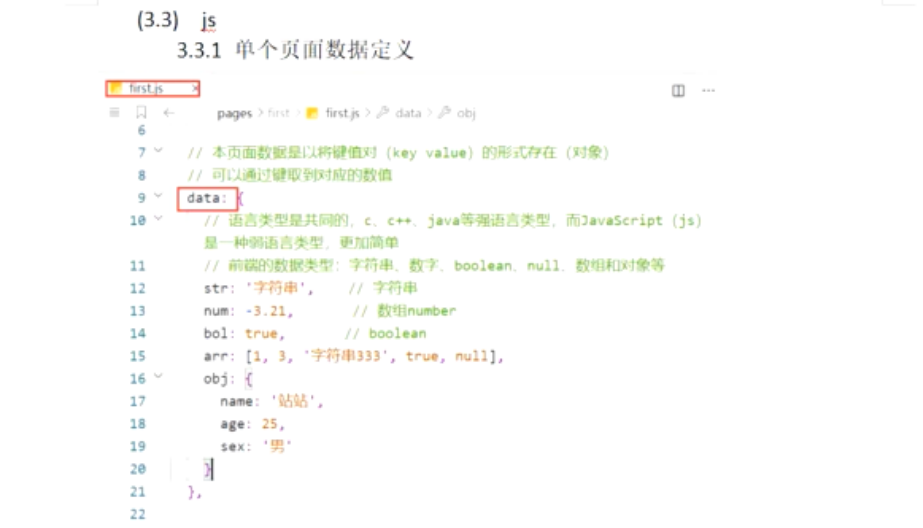 (3.3) js
3.3.1 单个页面数据定义
first.js ×
pages > first > first.js > data > obj
6
7 // 本页面数据是以将键值对（key value）的形式存在（对象）
8 // 可以通过键取到对应的数值
9 data: {
10 // 语言类型是共同的, c、c++、java等强语言类型, 而JavaScript（js）
是一种弱语言类型, 更加简单
11 // 前端的数据类型: 字符串、数字、boolean、null、数组和对象等
12 str: '字符串', // 字符串
13 num: -3.21, // 数组number
14 bol: true, // boolean
15 arr: [1, 3, '字符串333', true, null],
16 obj: {
17 name: '站站',
18 age: 25,
19 sex: '男'
20 }
21 },
22